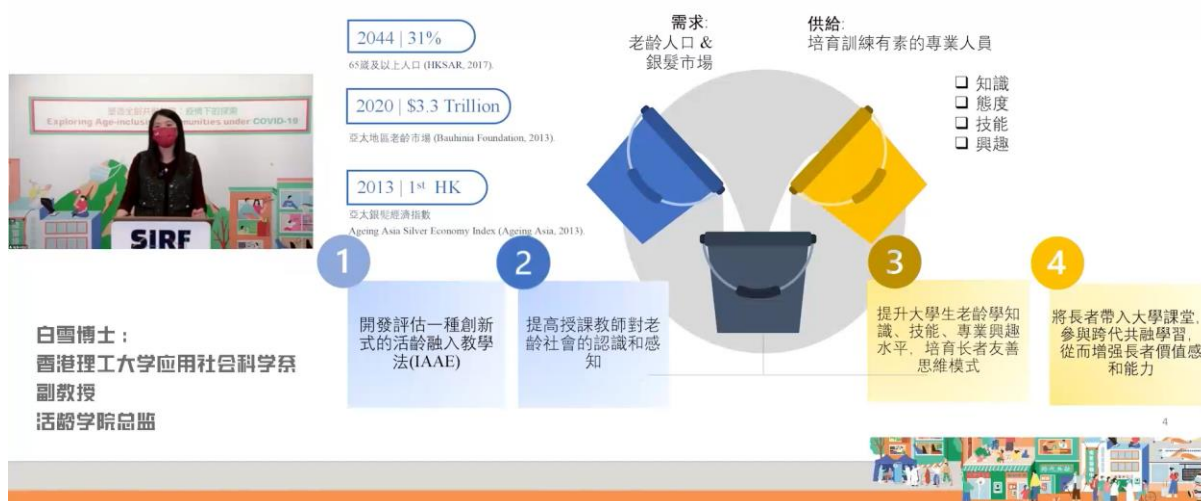 2044 | 31%
65歲及以上人口 (HKSAR, 2017).
2020 | $3.3 Trillion
亞太地區老齡市場 (Bauhinia Foundation, 2013).
2013 | 1st HK
亞太銀髮經濟指數
Ageing Asia Silver Economy Index (Ageing Asia, 2013).
需求:
老龄人口 &
銀髮市場
供給:
培育訓練有素的專業人員
知識
態度
技能
興趣
Exploring Age-inclusive Communities under COVID-19
SIRF
1
開發評估一種創新
式的活齡融入教學
法(IAAE)
2
提高授課教師對老
齡社會的認識和感
知
3
提升大學生老齡學知
識、技能、專業興趣
水平，培育长者友善
思維模式
4
將長者帶入大學課堂,
參與跨代共融學習,
從而增强長者價值感
和能力
白雪博士：
香港理工大学应用社会科学系
副教授
活龄学院总监
4